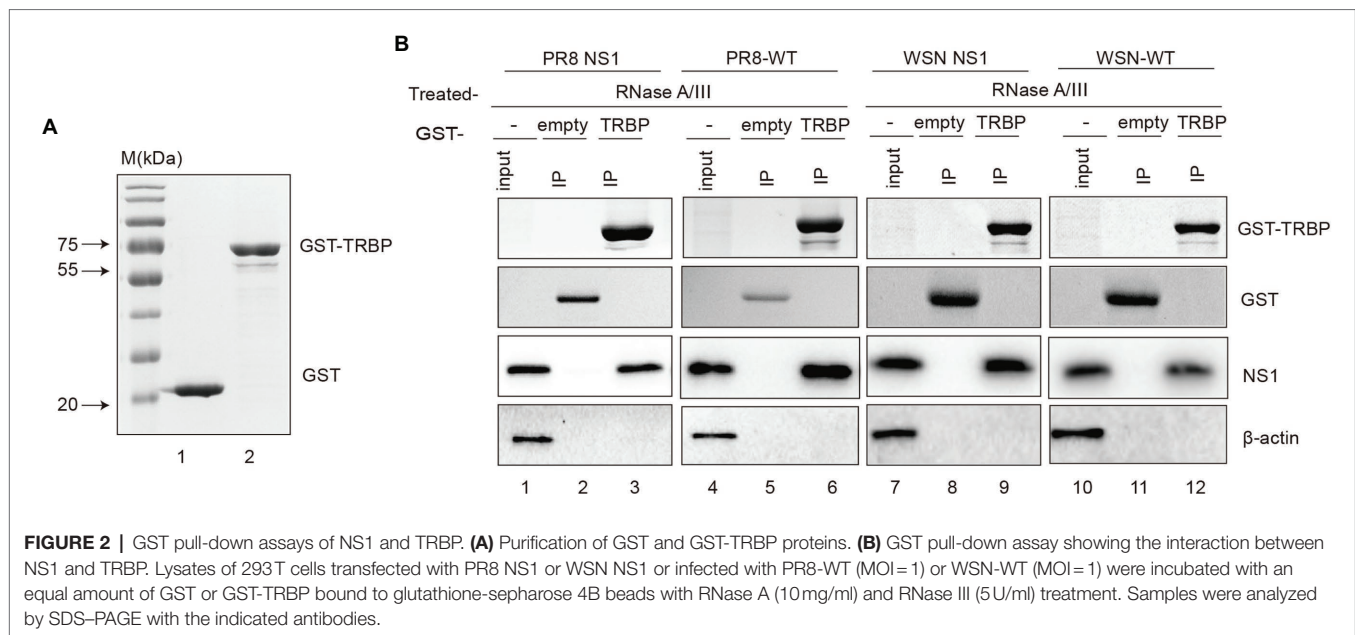 A
M(kDa)
75
55
20
GST-TRBP
GST
1 2
B
PR8 NS1 PR8-WT WSN NS1 WSN-WT
Treated- RNase A/III RNase A/III
GST- - empty TRBP - empty TRBP - empty TRBP - empty TRBP
input IP IP input IP IP input IP IP input IP IP
GST-TRBP
GST
NS1
β-actin
1 2 3 4 5 6 7 8 9 10 11 12
FIGURE 2 | GST pull-down assays of NS1 and TRBP. (A) Purification of GST and GST-TRBP proteins. (B) GST pull-down assay showing the interaction between
NS1 and TRBP. Lysates of 293T cells transfected with PR8 NS1 or WSN NS1 or infected with PR8-WT (MOI=1) or WSN-WT (MOI=1) were incubated with an
equal amount of GST or GST-TRBP bound to glutathione-sepharose 4B beads with RNase A (10mg/ml) and RNase III (5U/ml) treatment. Samples were analyzed
by SDS–PAGE with the indicated antibodies.